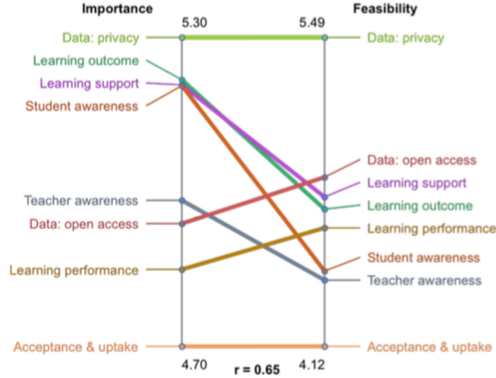 Importance
Feasibility
5.30
5.49
Data: privacy
Data: privacy
Learning outcome
Learning support
Student awareness
Data: open access
Learning support
Teacher awareness
Learning outcome
Data: open access
Learning performance
Student awareness
Learning performance
Teacher awareness
Acceptance & uptake
Acceptance & uptake
4.70
r = 0.65
4.12